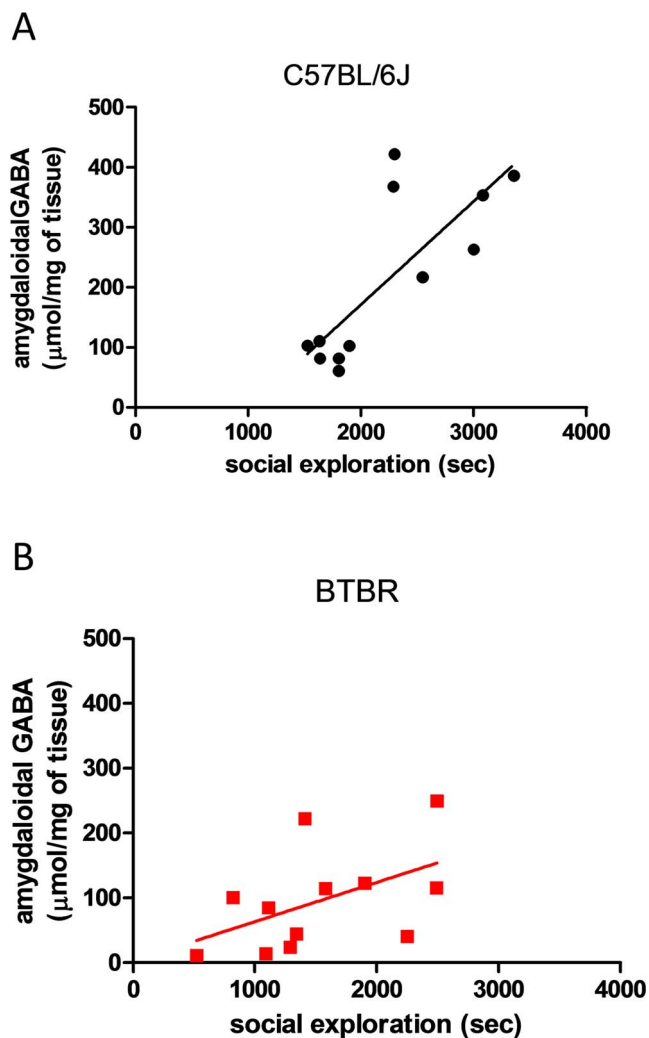 A
C57BL/6J
500
400
300
200
100
0
amygdaloidalGABA
(μmol/mg of tissue)
0 1000 2000 3000 4000
social exploration (sec)
B
BTBR
500
400
300
200
100
0
amygdaloidal GABA
(μmol/mg of tissue)
0 1000 2000 3000 4000
social exploration (sec)